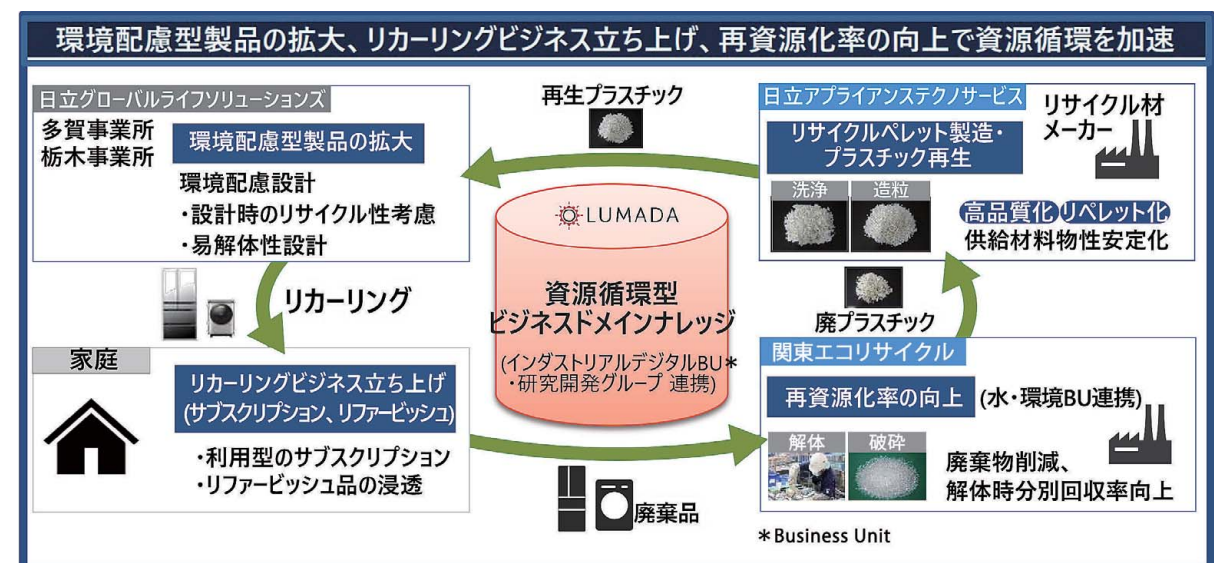 環境配慮型製品の拡大、リカーリングビジネス立ち上げ、再資源化率の向上で資源循環を加速
日立グローバルライフソリューションズ
多賀事業所
栃木事業所
環境配慮型製品の拡大
環境配慮設計
・設計時のリサイクル性考慮
・易解体性設計
再生プラスチック
日立アプライアンステクノサービス
リサイクル材
メーカー
リサイクルペレット製造・
プラスチック再生
洗浄
造粒
高品質化 リペレット化
供給材料物性安定化
LUMADA
資源循環型
ビジネスドメインナレッジ
(インダストリアルデジタルBU*
・研究開発グループ 連携)
リカーリング
廃プラスチック
家庭
リカーリングビジネス立ち上げ
(サブスクリプション、リファービッシュ)
・利用型のサブスクリプション
・リファービッシュ品の浸透
関東エコリサイクル
再資源化率の向上 (水・環境BU連携)
解体
破砕
廃棄物削減、
解体時分別回収率向上
廃棄品
*Business Unit